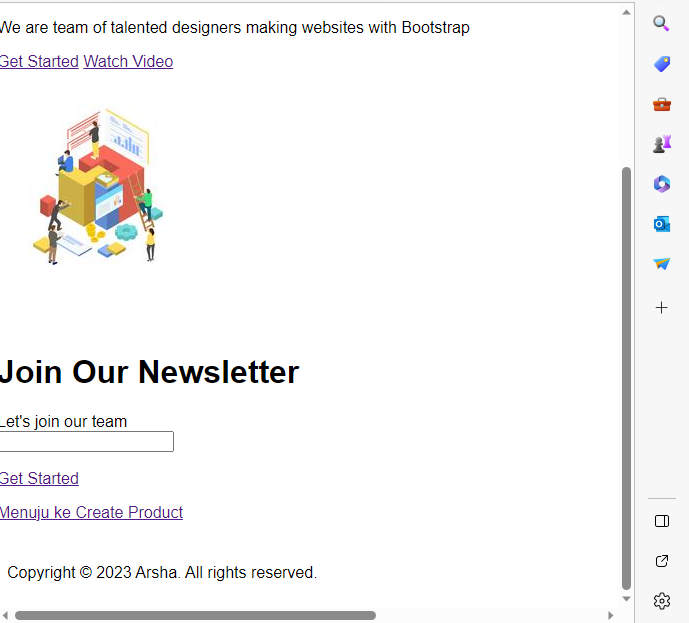 We are team of talented designers making websites with Bootstrap
Get Started Watch Video
Join Our Newsletter
Let's join our team
Get Started
Menuju ke Create Product
Copyright © 2023 Arsha. All rights reserved.